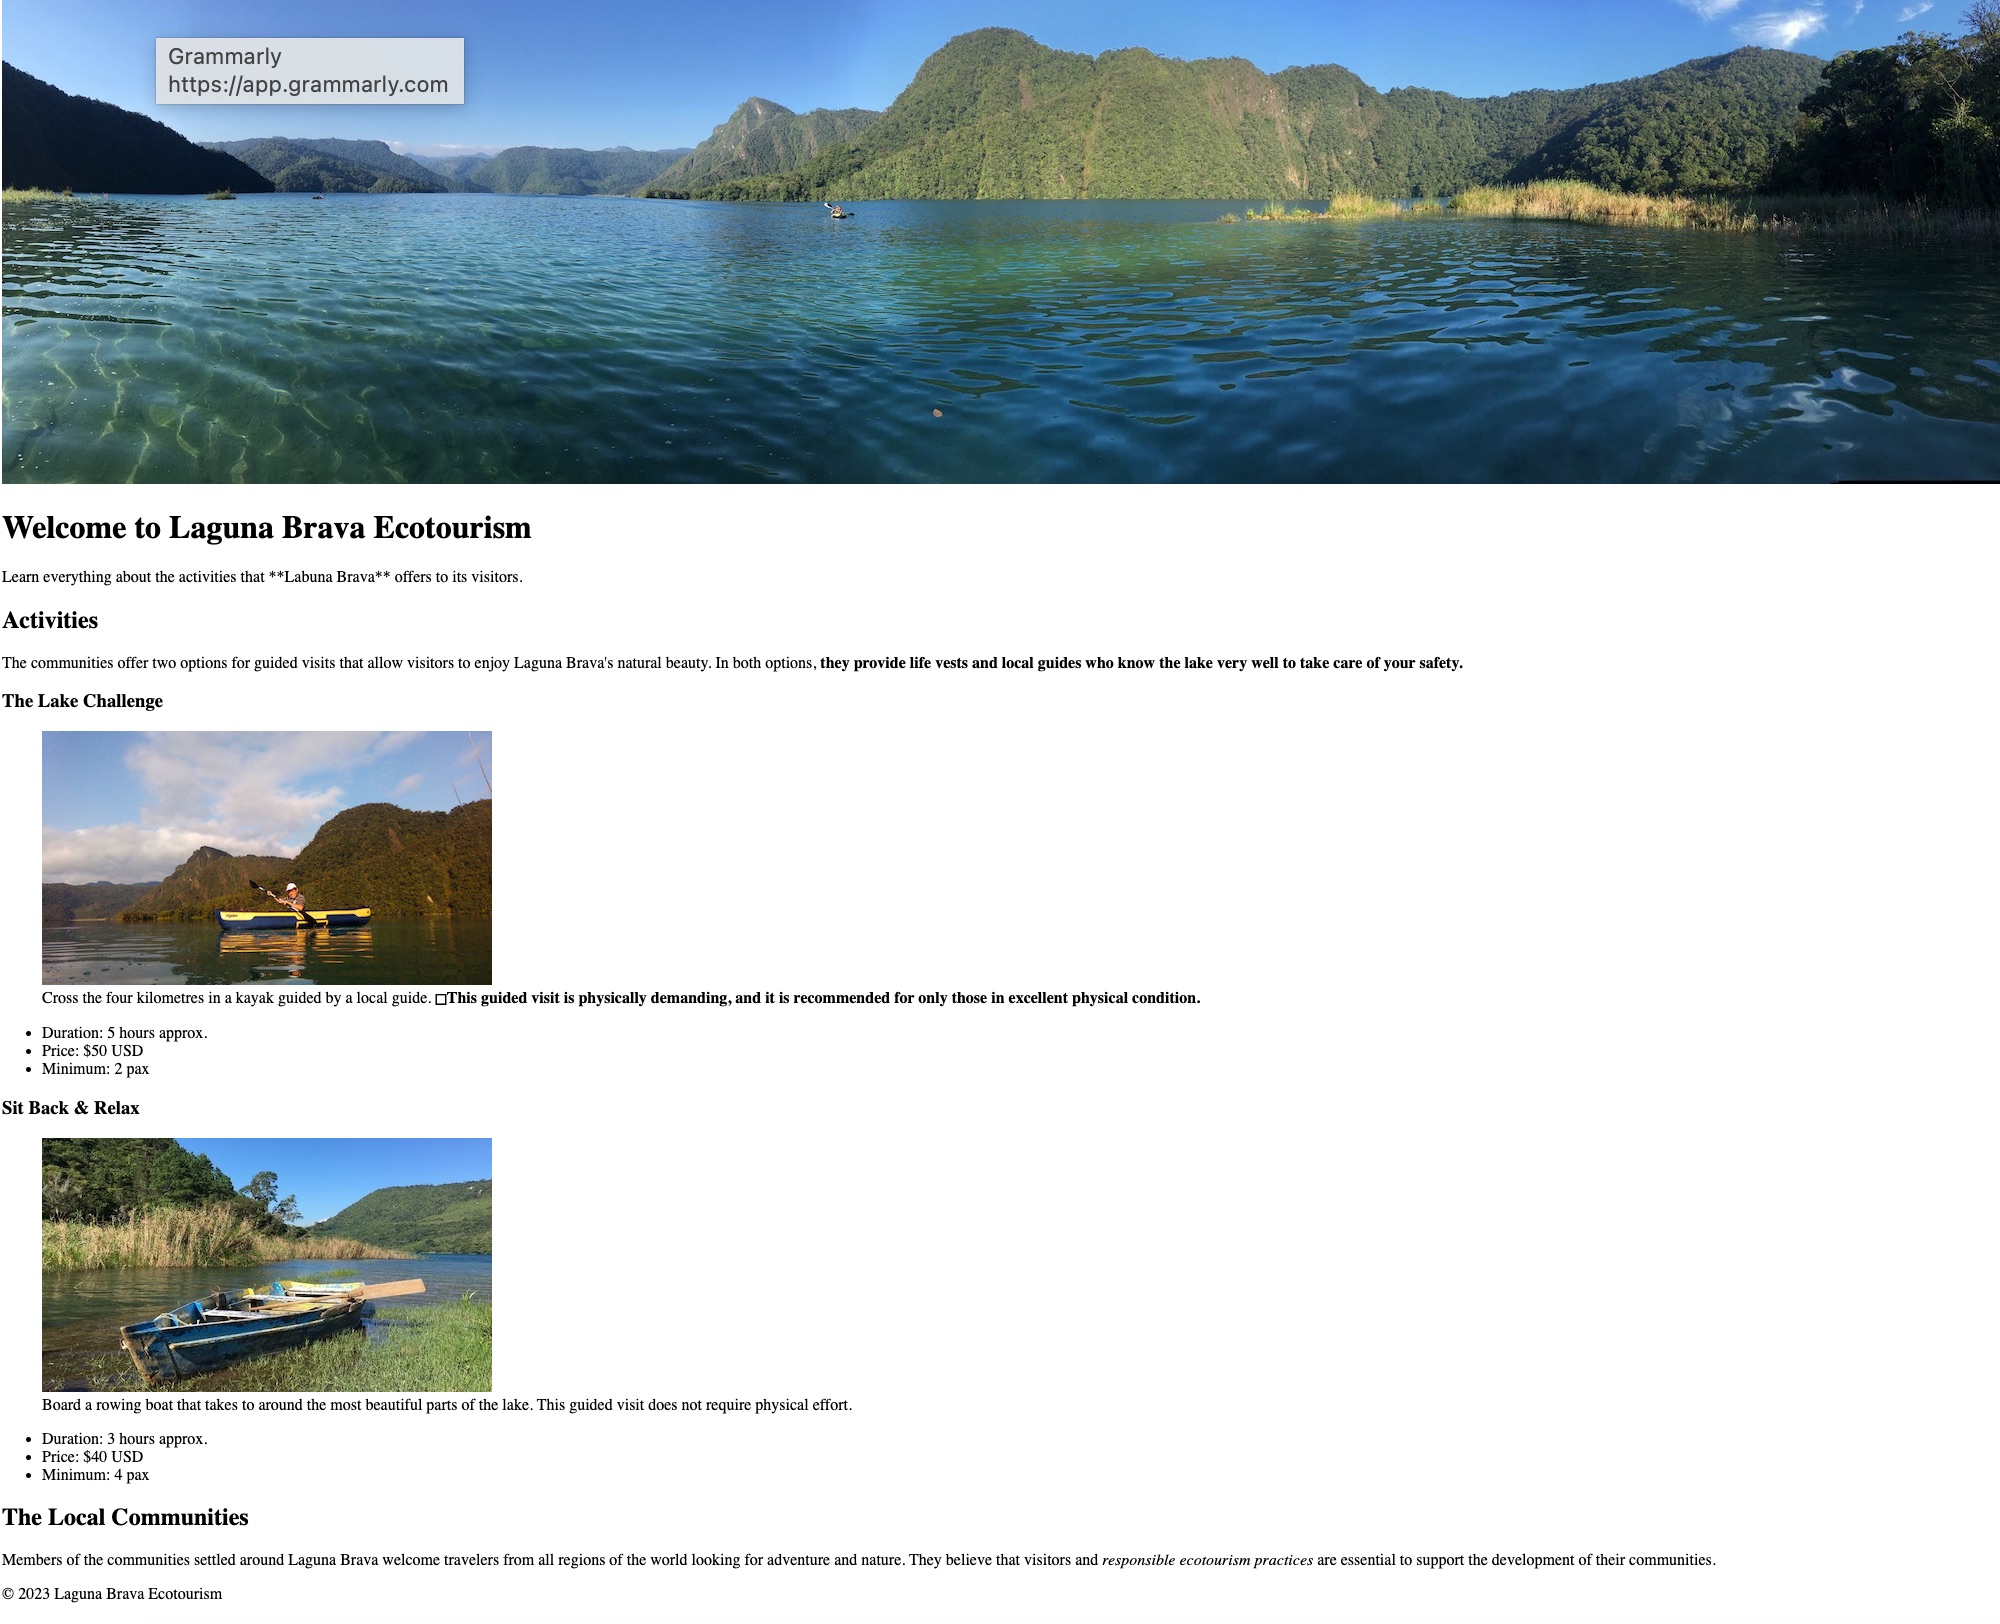 Grammarly
https://app.grammarly.com
Welcome to Laguna Brava Ecotourism
Learn everything about the activities that **Labuna Brava** offers to its visitors.
Activities
The communities offer two options for guided visits that allow visitors to enjoy Laguna Brava's natural beauty. In both options, they provide life vests and local guides who know the lake very well to take care of your safety.
The Lake Challenge
Cross the four kilometres in a kayak guided by a local guide. □This guided visit is physically demanding, and it is recommended for only those in excellent physical condition.
• Duration: 5 hours approx.
• Price: $50 USD
• Minimum: 2 pax
Sit Back & Relax
Board a rowing boat that takes to around the most beautiful parts of the lake. This guided visit does not require physical effort.
• Duration: 3 hours approx.
• Price: $40 USD
• Minimum: 4 pax
The Local Communities
Members of the communities settled around Laguna Brava welcome travelers from all regions of the world looking for adventure and nature. They believe that visitors and responsible ecotourism practices are essential to support the development of their communities.
© 2023 Laguna Brava Ecotourism